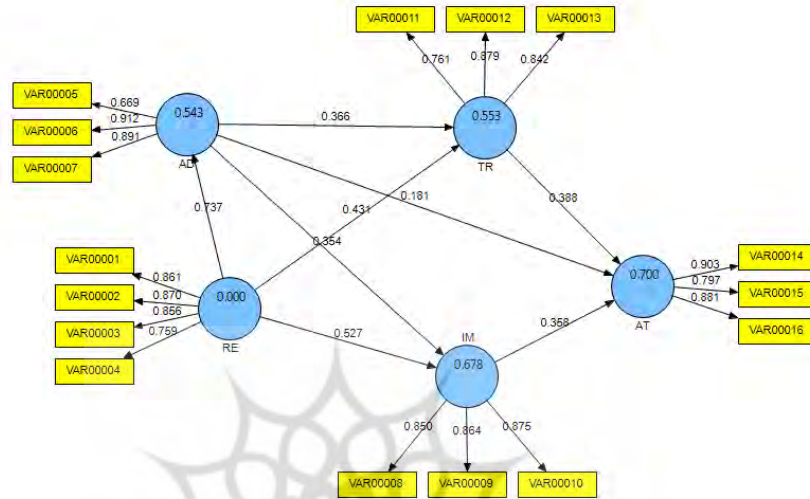 VAR00011
VAR00012
VAR00013
0.761
0.879
0.842
VAR00005
VAR00006
VAR00007
0.669
0.912
0.891
0.543
AD
0.366
0.553
TR
0.737
0.431
0.181
0.354
0.388
VAR00001
VAR00002
VAR00003
VAR00004
0.861
0.870
0.856
0.759
0.000
RE
0.527
IM
0.678
0.358
0.700
AT
0.903
0.797
0.881
VAR00014
VAR00015
VAR00016
0.850
0.864
0.875
VAR00008
VAR00009
VAR00010